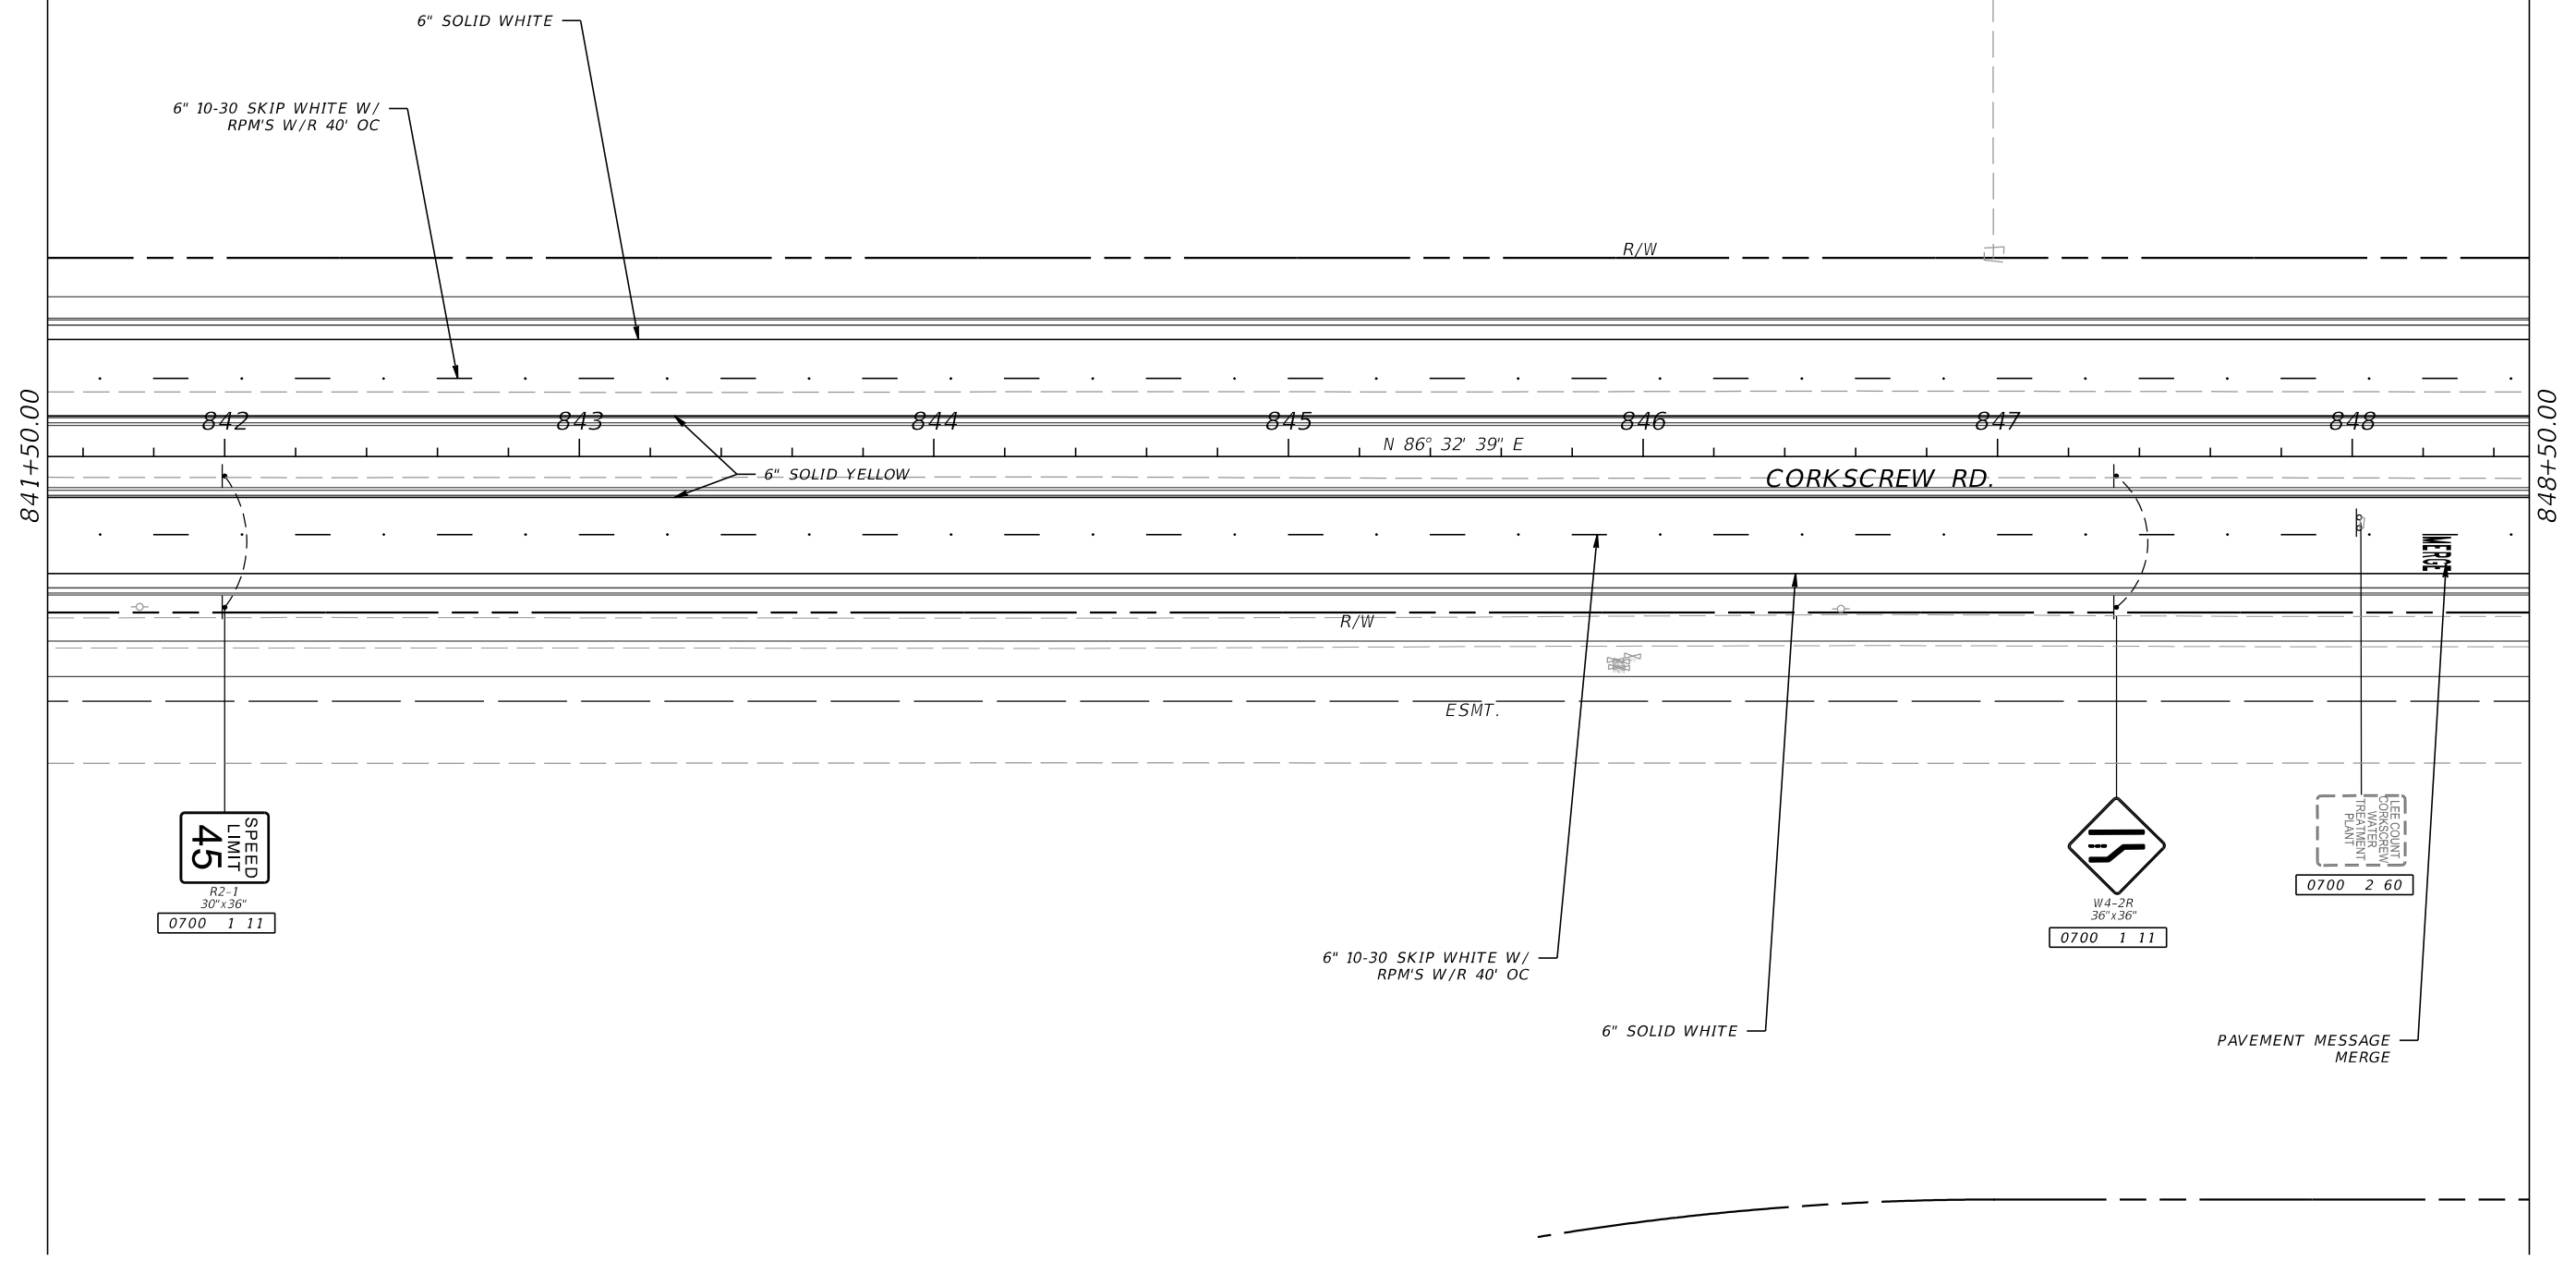 6" SOLID WHITE
6" 10-30 SKIP WHITE W/
RPM'S W/R 40' OC
R/W
841+50.00
842
843
844
845
846
847
848
848+50.00
N 86° 32' 39" E
6" SOLID YELLOW
CORKSCREW RD.
MERGE
R/W
ESMT.
SPEED
LIMIT
45
R2-1
30"x36"
0700 1 11
W4-2R
36"x36"
0700 1 11
LEE COUNT
CORKSCREW
WATER
TREATMENT
PLANT
0700 2 60
6" 10-30 SKIP WHITE W/
RPM'S W/R 40' OC
6" SOLID WHITE
PAVEMENT MESSAGE
MERGE